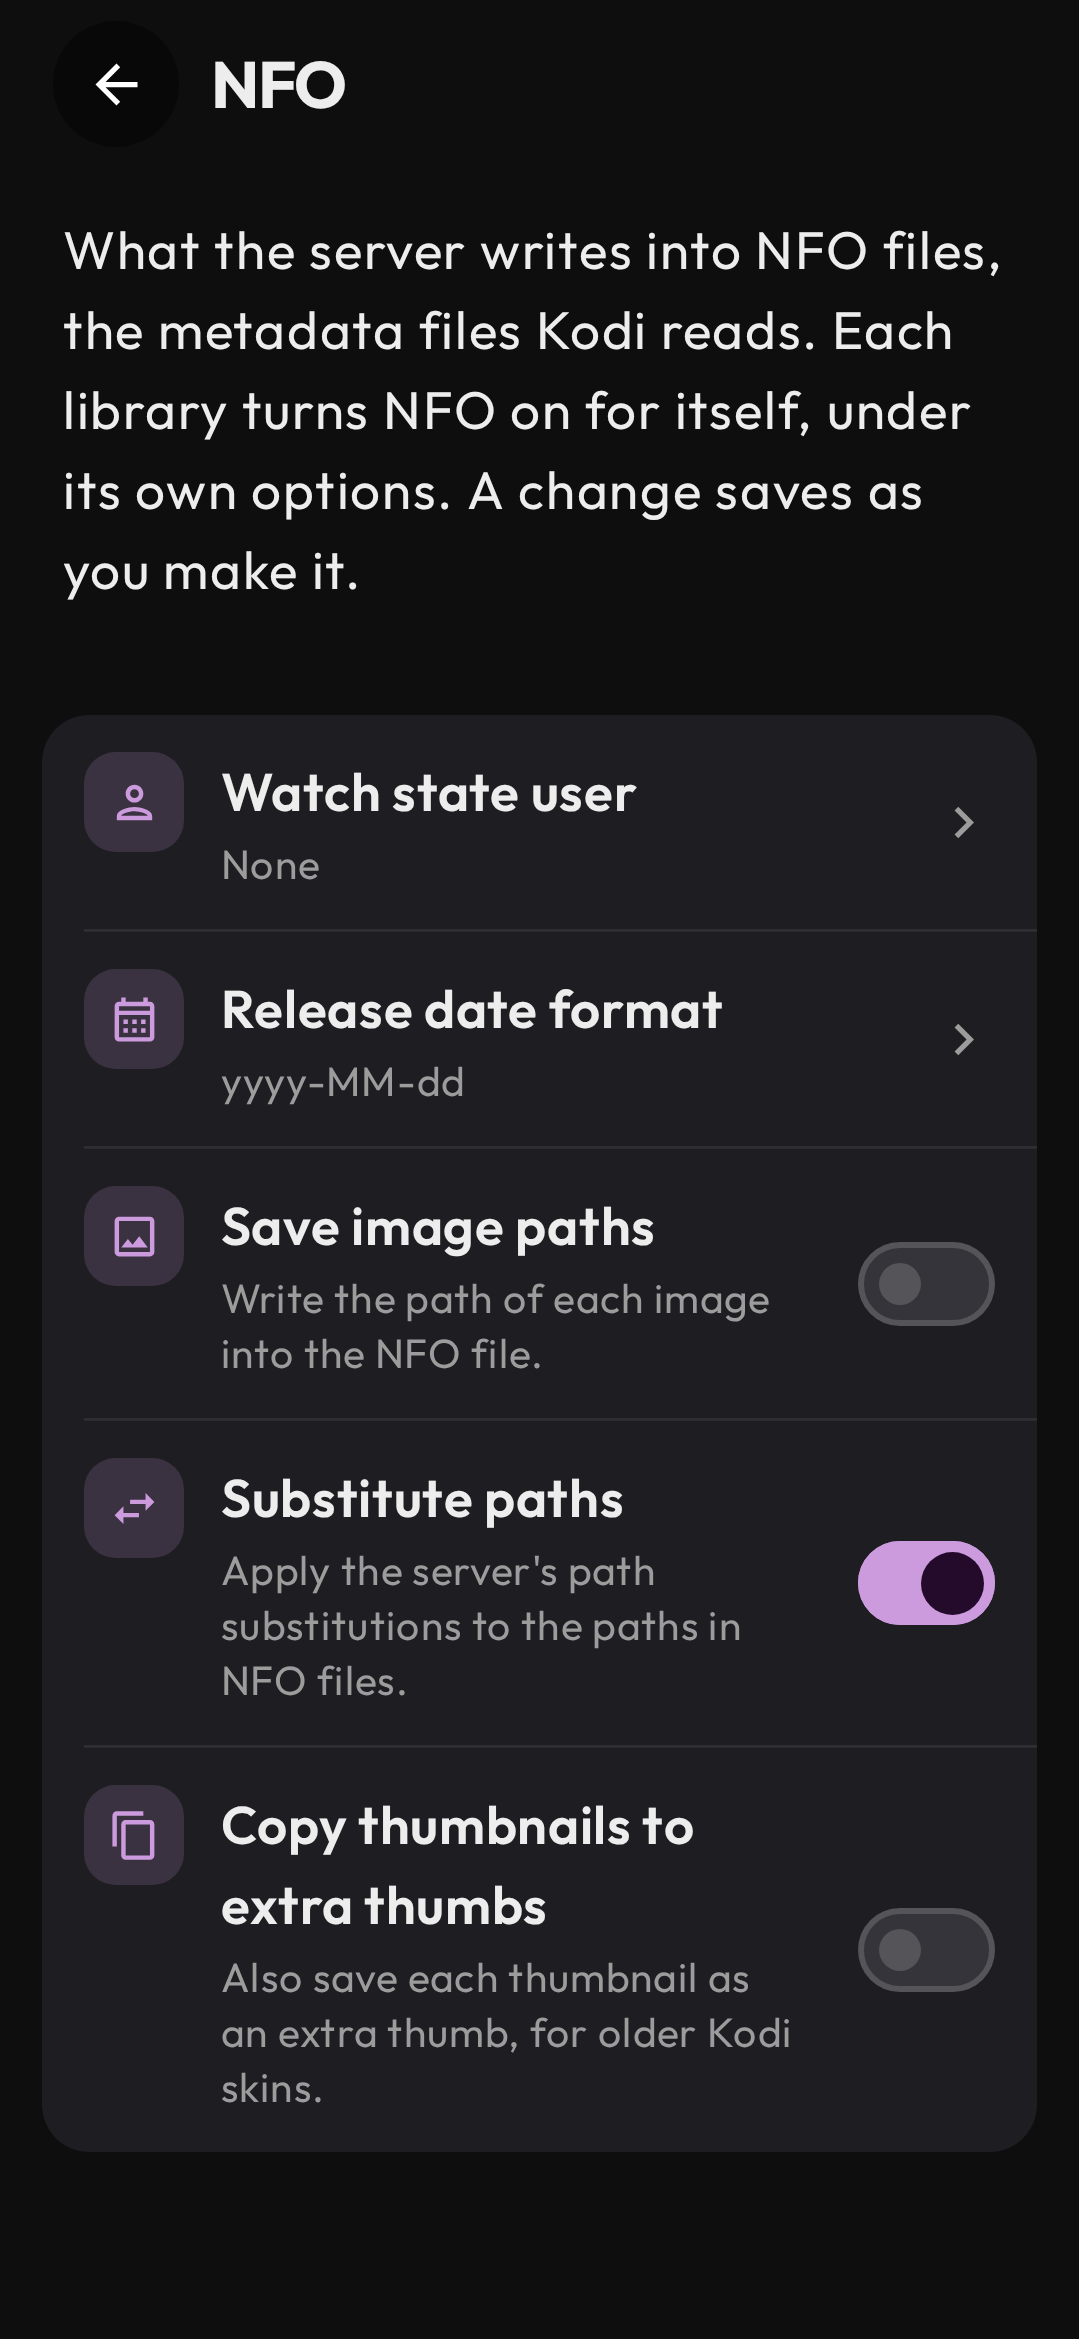 NFO
What the server writes into NFO files,
the metadata files Kodi reads. Each
library turns NFO on for itself, under
its own options. A change saves as
you make it.
Watch state user
None
Release date format
yyyy-MM-dd
Save image paths
Write the path of each image
into the NFO file.
Substitute paths
Apply the server's path
substitutions to the paths in
NFO files.
Copy thumbnails to
extra thumbs
Also save each thumbnail as
an extra thumb, for older Kodi
skins.